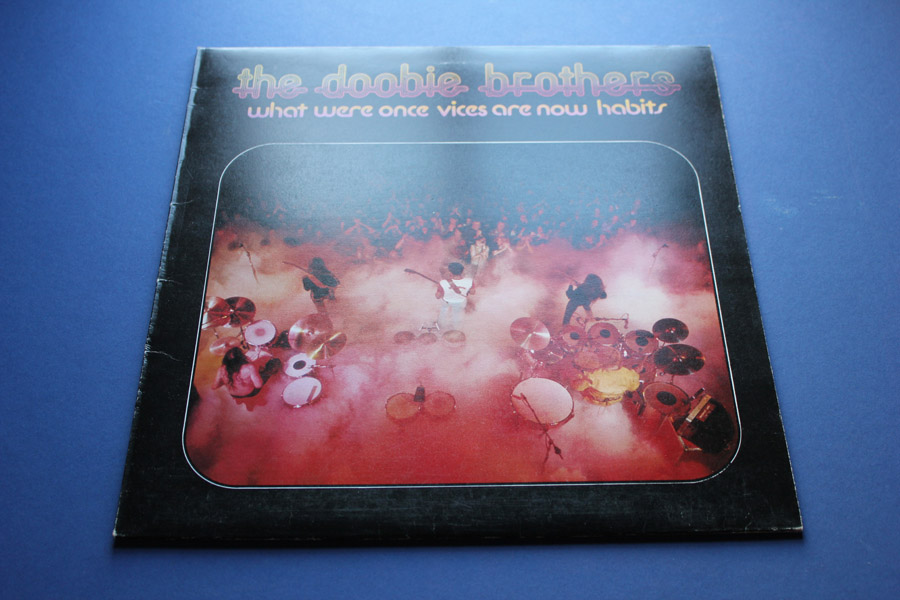 the doobie brothers
what were once vices are now habits